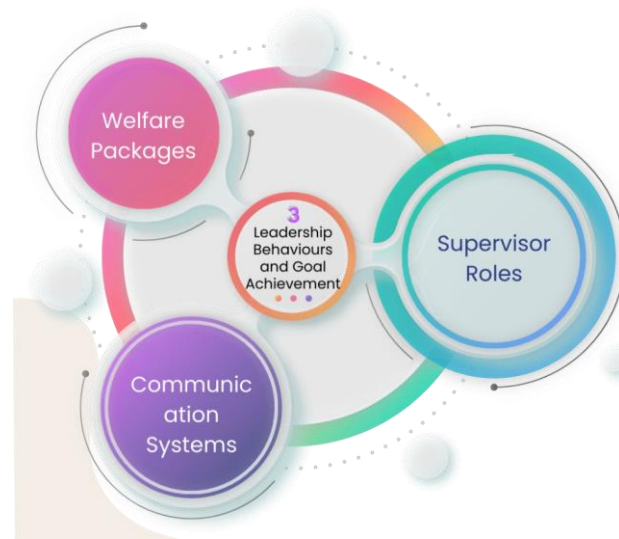 Welfare
Packages
3
Leadership
Behaviours
and Goal
Achievement
Supervisor
Roles
Communic
ation
Systems